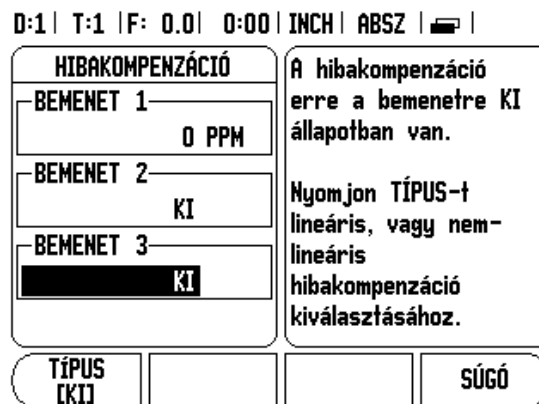 D:1 | T:1 | F: 0.0 | 0:00 | INCH | ABSZ |
HIBAKOMPENZÁCIÓ
BEMENET 1
0 PPM
BEMENET 2
KI
BEMENET 3
KI
A hibakompenzáció
erre a bemenetre KI
állapotban van.
Nyomjon TÍPUS-t
lineáris, vagy nem-
lineáris
hibakompenzáció
kiválasztásához.
TÍPUS
[KI]
SÚGÓ